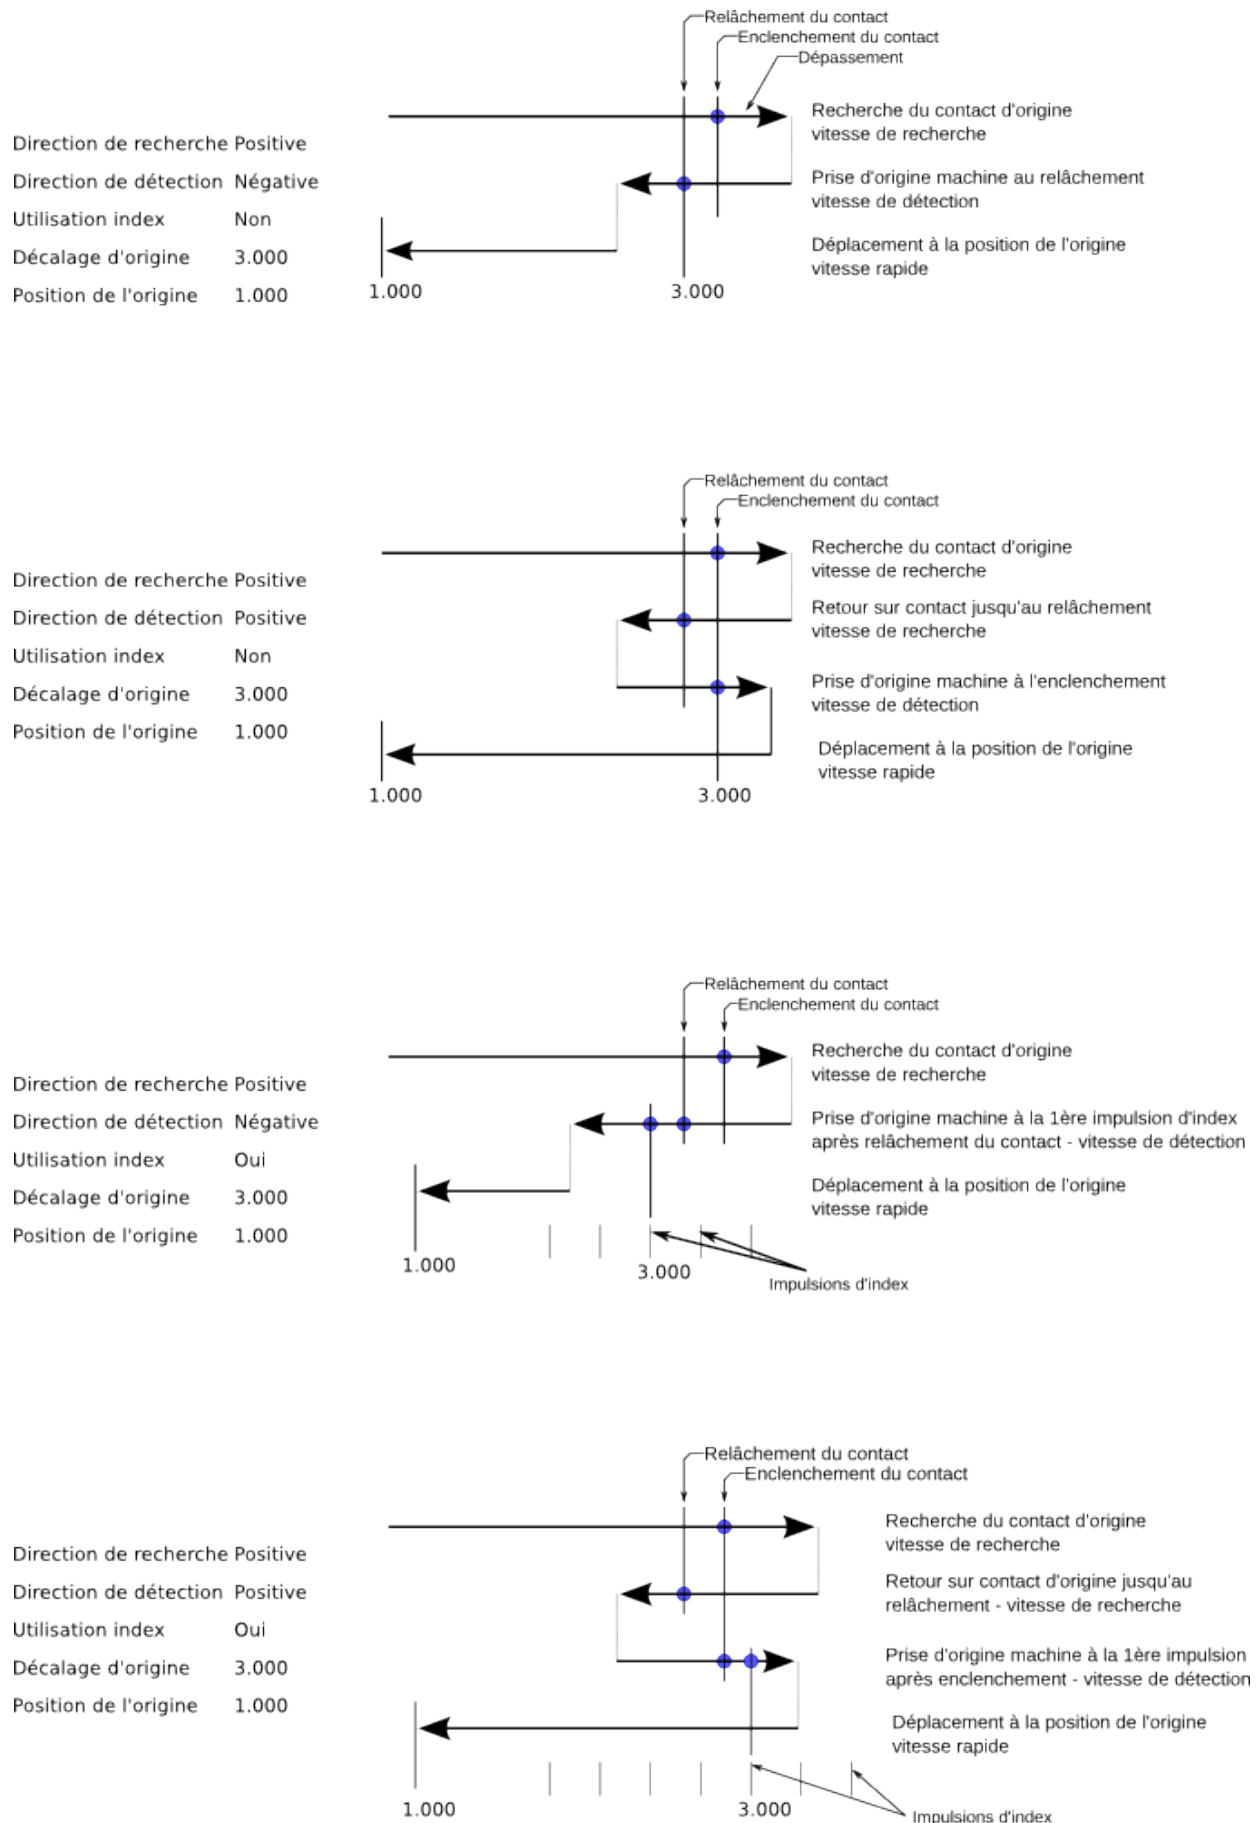 Relâchement du contact
Enclenchement du contact
Dépassement
Recherche du contact d'origine
vitesse de recherche
Direction de recherche Positive
Direction de détection Négative
Prise d'origine machine au relâchement
vitesse de détection
Utilisation index Non
Décalage d'origine 3.000
Déplacement à la position de l'origine
vitesse rapide
Position de l'origine 1.000
1.000 3.000
Relâchement du contact
Enclenchement du contact
Recherche du contact d'origine
vitesse de recherche
Direction de recherche Positive
Direction de détection Positive
Retour sur contact jusqu'au relâchement
vitesse de recherche
Utilisation index Non
Décalage d'origine 3.000
Prise d'origine machine à l'enclenchement
vitesse de détection
Position de l'origine 1.000
Déplacement à la position de l'origine
vitesse rapide
1.000 3.000
Relâchement du contact
Enclenchement du contact
Recherche du contact d'origine
vitesse de recherche
Direction de recherche Positive
Direction de détection Négative
Prise d'origine machine à la 1ère impulsion d'index
après relâchement du contact - vitesse de détection
Utilisation index Oui
Décalage d'origine 3.000
Déplacement à la position de l'origine
vitesse rapide
Position de l'origine 1.000
1.000 3.000
Impulsions d'index
Relâchement du contact
Enclenchement du contact
Recherche du contact d'origine
vitesse de recherche
Direction de recherche Positive
Direction de détection Positive
Retour sur contact d'origine jusqu'au
relâchement - vitesse de recherche
Utilisation index Oui
Décalage d'origine 3.000
Prise d'origine machine à la 1ère impulsion
après enclenchement - vitesse de détection
Position de l'origine 1.000
Déplacement à la position de l'origine
vitesse rapide
1.000 3.000
Impulsions d'index